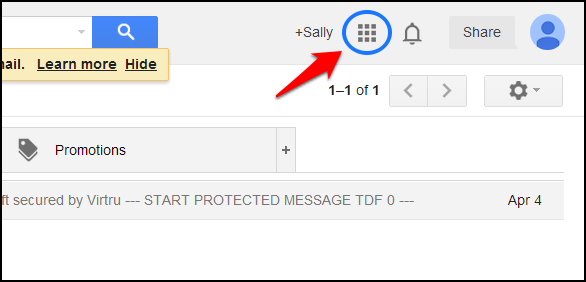 +Sally
Share
ail. Learn more Hide
1–1 of 1
Promotions
+
ft secured by Virtru --- START PROTECTED MESSAGE TDF 0 --- Apr 4